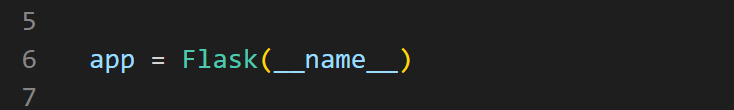 5
6 app = Flask(__name__)
7